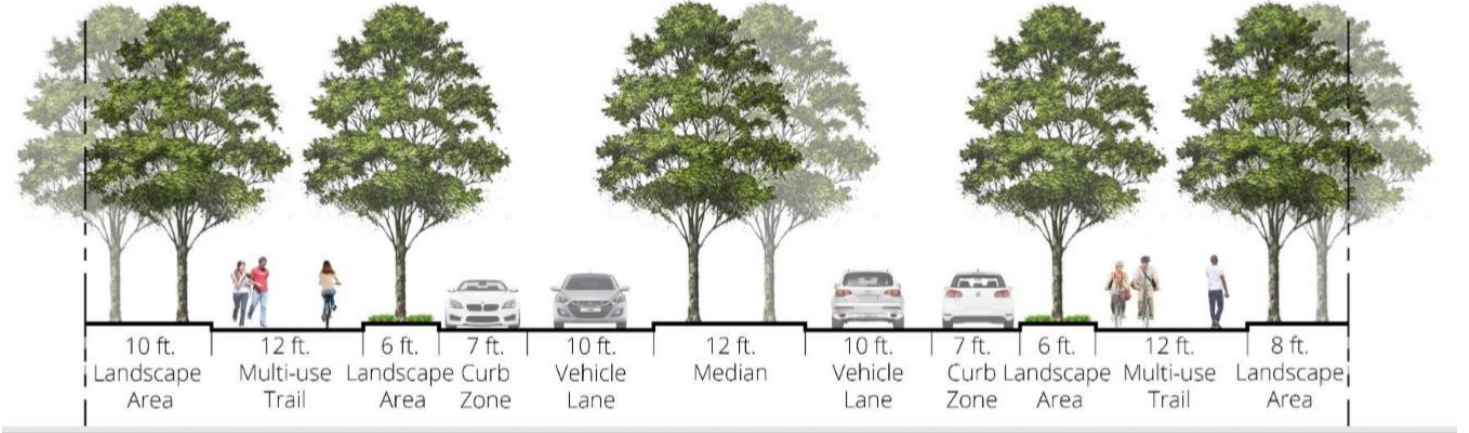 10 ft. 12 ft. 6 ft. 7 ft. 10 ft. 12 ft. 10 ft. 7 ft. 6 ft. 12 ft. 8 ft.
Landscape Multi-use Landscape Curb Vehicle Median Vehicle Curb Landscape Multi-use Landscape
Area Trail Area Zone Lane Lane Zone Area Trail Area